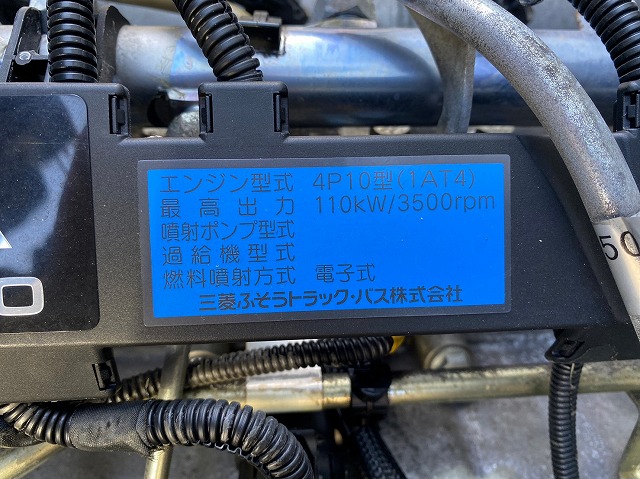 エンジン型式 4P10型(1AT4)
最高出力 110kW/3500rpm
噴射ポンプ型式
過給機型式
燃料噴射方式 電子式
三菱ふそうトラック・バス株式会社
50